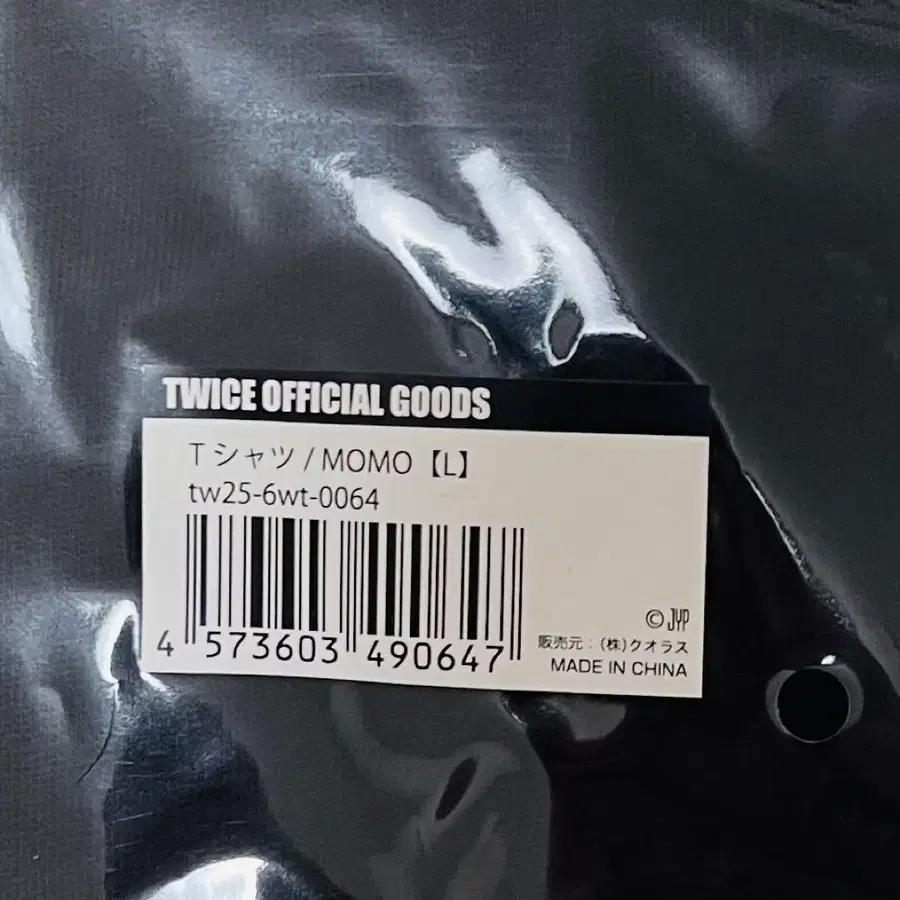 TWICE OFFICIAL GOODS
Tシャツ / MOMO【L】
tw25-6wt-0064
4 573603 490647
© JYP
販売元：(株)クオラス
MADE IN CHINA